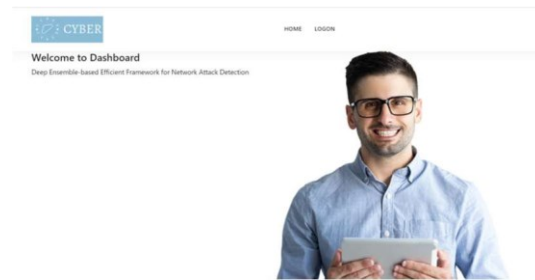 CYBER
HOME LOGON
Welcome to Dashboard
Deep Ensemble-based Efficient Framework for Network Attack Detection